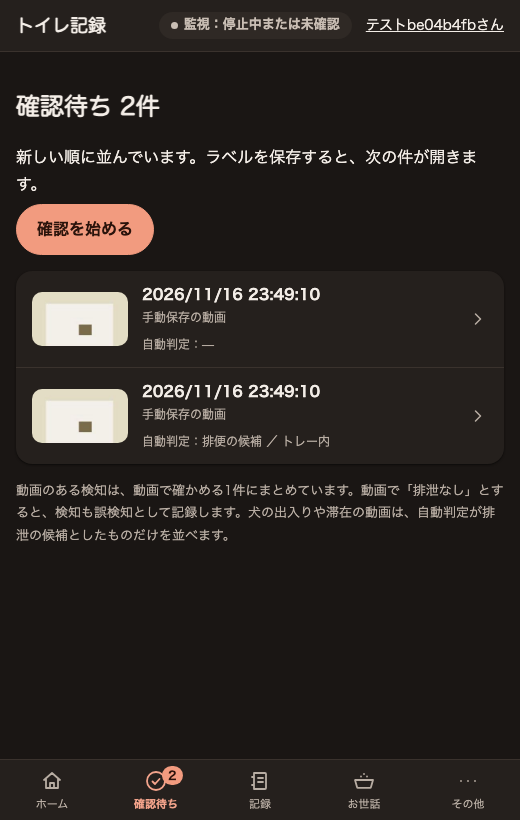 トイレ記録
監視：停止中または未確認
テストbe04b4fbさん
確認待ち 2件
新しい順に並んでいます。ラベルを保存すると、次の件が開きま
す。
確認を始める
2026/11/16 23:49:10
手動保存の動画
自動判定：—
2026/11/16 23:49:10
手動保存の動画
自動判定：排便の候補 ／ トレー内
動画のある検知は、動画で確かめる1件にまとめています。動画で「排泄なし」とす
ると、検知も誤検知として記録します。犬の出入りや滞在の動画は、自動判定が排
泄の候補としたものだけを並べます。
ホーム
2
確認待ち
記録
お世話
その他